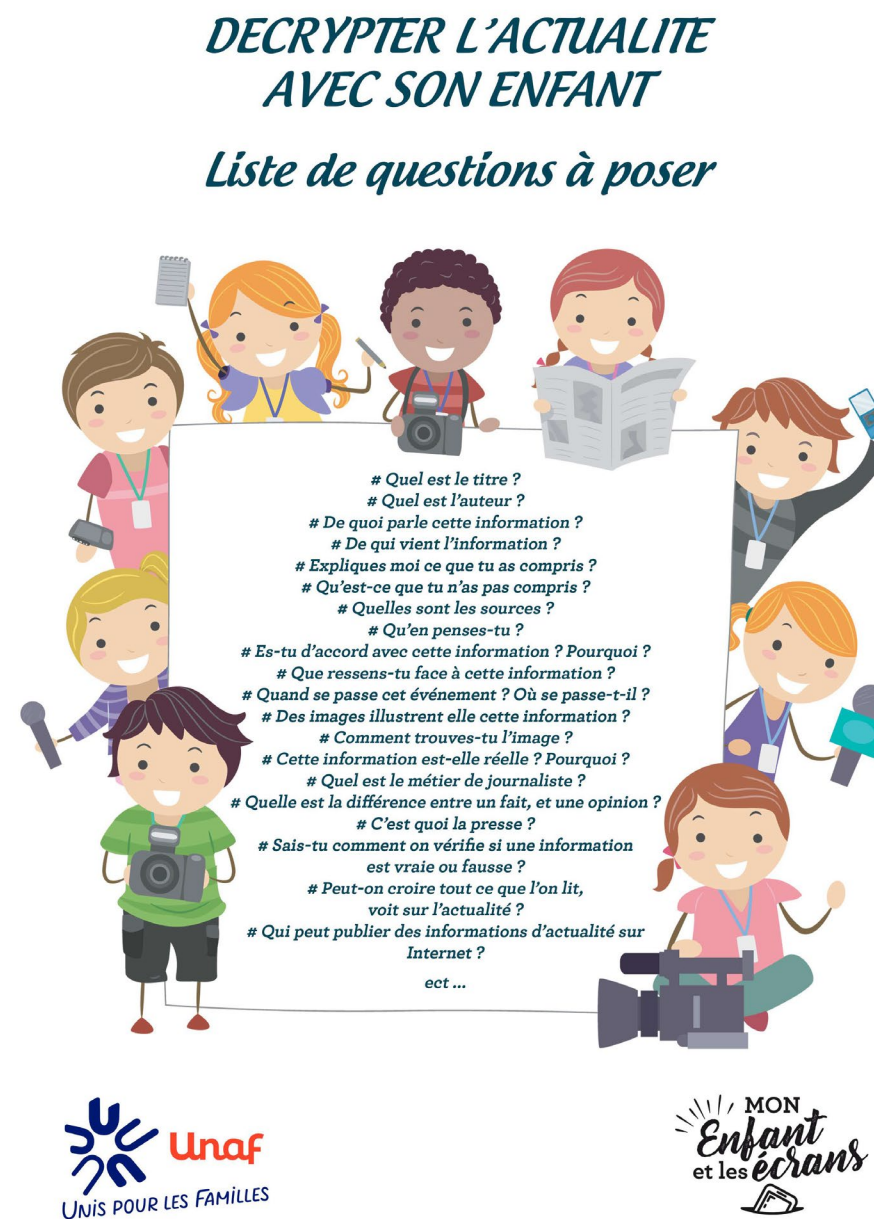 DECRYPTER L'ACTUALITE
AVEC SON ENFANT
Liste de questions à poser
# Quel est le titre ?
# Quel est l'auteur ?
# De quoi parle cette information ?
# De qui vient l'information ?
# Expliques moi ce que tu as compris ?
# Qu'est-ce que tu n'as pas compris ?
# Quelles sont les sources ?
# Qu'en penses-tu ?
# Es-tu d'accord avec cette information ? Pourquoi ?
# Que ressens-tu face à cette information ?
# Quand se passe cet événement ? Où se passe-t-il ?
# Des images illustrent elle cette information ?
# Comment trouves-tu l'image ?
# Cette information est-elle réelle ? Pourquoi ?
# Quel est le métier de journaliste ?
# Quelle est la différence entre un fait, et une opinion ?
# C'est quoi la presse ?
# Sais-tu comment on vérifie si une information
est vraie ou fausse ?
# Peut-on croire tout ce que l'on lit,
voit sur l'actualité ?
# Qui peut publier des informations d'actualité sur
Internet ?
ect ...
Unaf
UNIS POUR LES FAMILLES
MON
Enfant
et les écrans